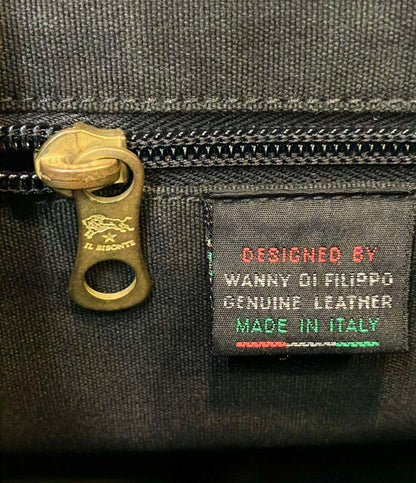 IL BISONTE
DESIGNED BY
WANNY DI FILIPPO
GENUINE LEATHER
MADE IN ITALY